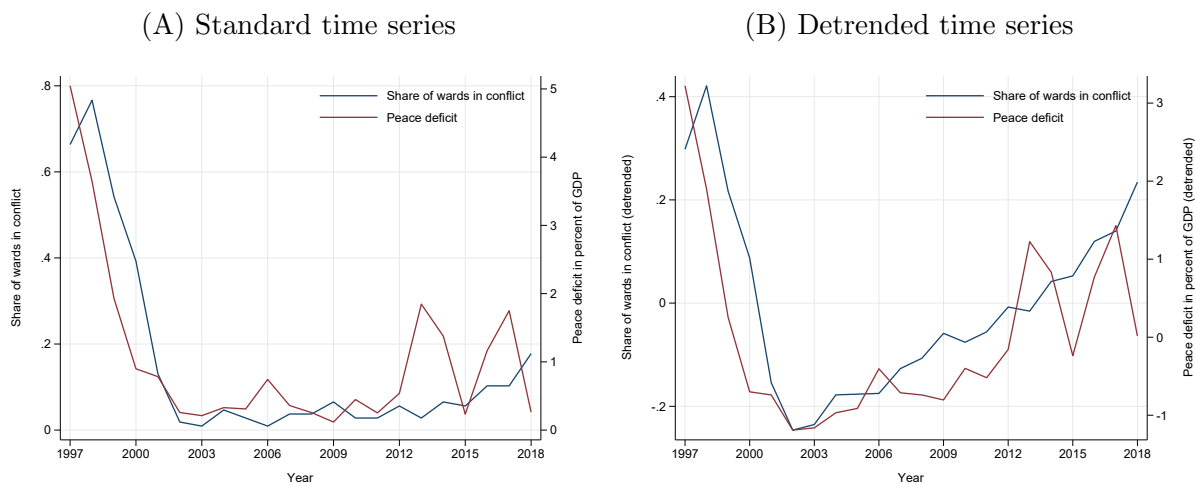 (A) Standard time series
Share of wards in conflict
Peace deficit
.8
.6
.4
.2
0
Share of wards in conflict
5
4
3
2
1
0
Peace deficit in percent of GDP
1997 2000 2003 2006 2009 2012 2015 2018
Year
(B) Detrended time series
Share of wards in conflict
Peace deficit
.4
.2
0
-.2
Share of wards in conflict (detrended)
3
2
1
0
-1
Peace deficit in percent of GDP (detrended)
1997 2000 2003 2006 2009 2012 2015 2018
Year